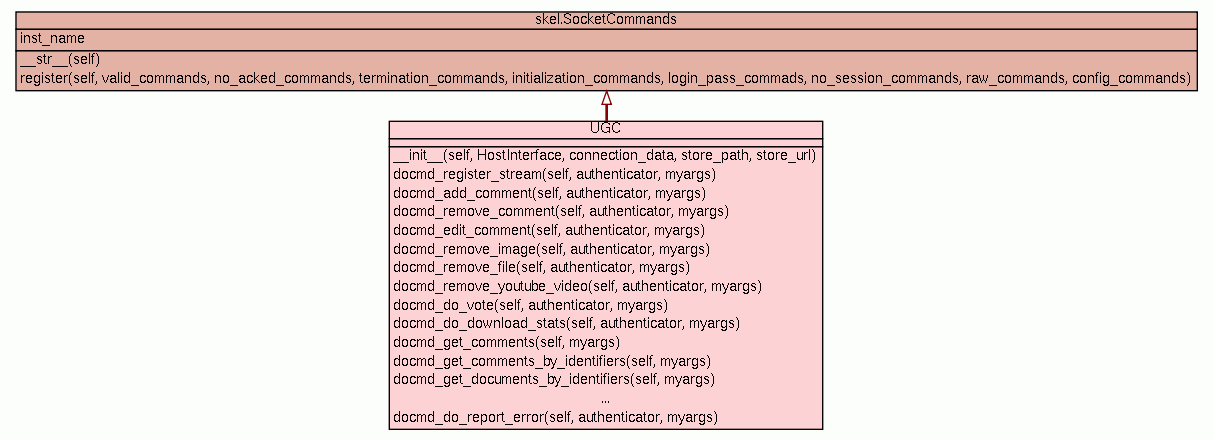 skel.SocketCommands
inst_name
__str__(self)
register(self, valid_commands, no_acked_commands, termination_commands, initialization_commands, login_pass_commads, no_session_commands, raw_commands, config_commands)
UGC
__init__(self, HostInterface, connection_data, store_path, store_url)
docmd_register_stream(self, authenticator, myargs)
docmd_add_comment(self, authenticator, myargs)
docmd_remove_comment(self, authenticator, myargs)
docmd_edit_comment(self, authenticator, myargs)
docmd_remove_image(self, authenticator, myargs)
docmd_remove_file(self, authenticator, myargs)
docmd_remove_youtube_video(self, authenticator, myargs)
docmd_do_vote(self, authenticator, myargs)
docmd_do_download_stats(self, authenticator, myargs)
docmd_get_comments(self, myargs)
docmd_get_comments_by_identifiers(self, myargs)
docmd_get_documents_by_identifiers(self, myargs)
...
docmd_do_report_error(self, authenticator, myargs)